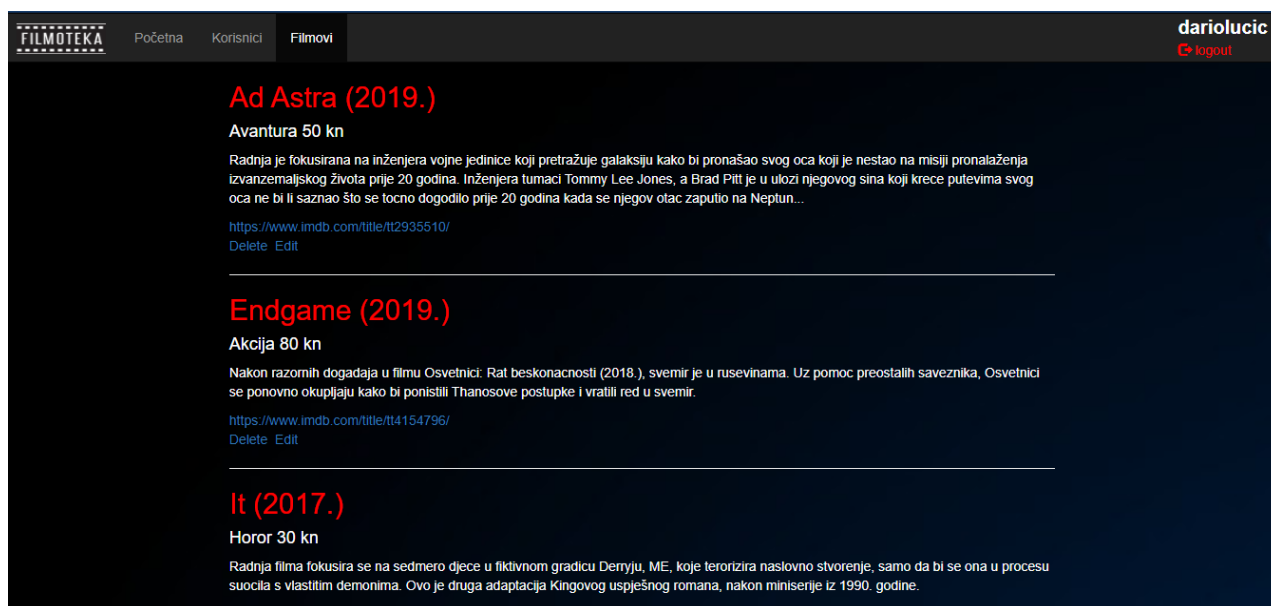 FILMOTEKA
Početna Korisnici Filmovi
dariolucic
logout
Ad Astra (2019.)
Avantura 50 kn
Radnja je fokusirana na inženjera vojne jedinice koji pretražuje galaksiju kako bi pronašao svog oca koji je nestao na misiji pronalaženja
izvanzemaljskog života prije 20 godina. Inženjera tumaci Tommy Lee Jones, a Brad Pitt je u ulozi njegovog sina koji krece putevima svog
oca ne bi li saznao što se tocno dogodilo prije 20 godina kada se njegov otac zaputio na Neptun...
https://www.imdb.com/title/tt2935510/
Delete Edit
Endgame (2019.)
Akcija 80 kn
Nakon razornih dogadaja u filmu Osvetnici: Rat beskonacnosti (2018.), svemir je u rusevinama. Uz pomoc preostalih saveznika, Osvetnici
se ponovno okupljaju kako bi ponistili Thanosove postupke i vratili red u svemir.
https://www.imdb.com/title/tt4154796/
Delete Edit
It (2017.)
Horor 30 kn
Radnja filma fokusira se na sedmero djece u fiktivnom gradicu Derryju, ME, koje terorizira naslovno stvorenje, samo da bi se ona u procesu
suocila s vlastitim demonima. Ovo je druga adaptacija Kingovog uspješnog romana, nakon miniserije iz 1990. godine.